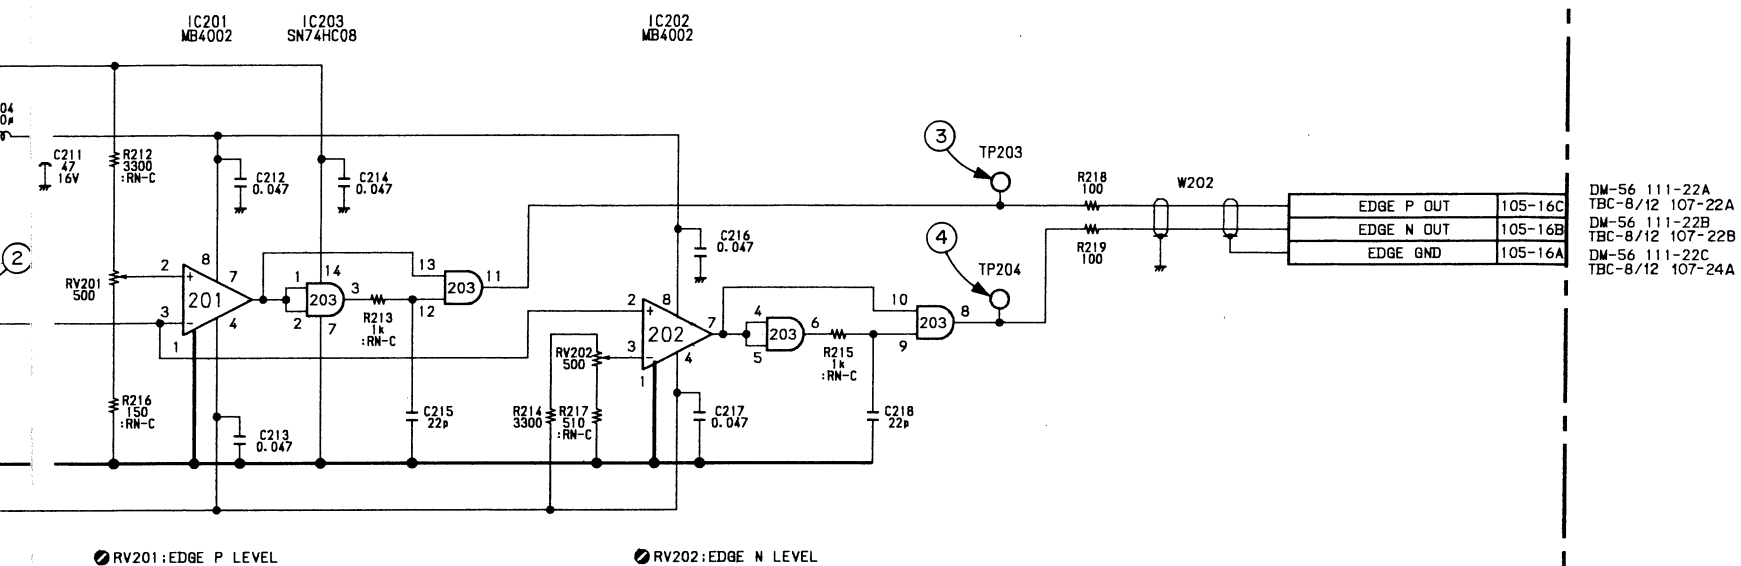 IC201
MB4002
IC203
SN74HC08
IC202
MB4002
04
0μ
C211
47
16V
R212
3300
:RN-C
C212
0.047
C214
0.047
3
TP203
R218
100
W202
EDGE P OUT 105-16C
EDGE N OUT 105-16B
EDGE GND 105-16A
DM-56 111-22A
TBC-8/12 107-22A
DM-56 111-22B
TBC-8/12 107-22B
DM-56 111-22C
TBC-8/12 107-24A
2
RV201
500
2
+
8
7
201
3
-
1
4
1
14
203
2
7
3
R213
1k
:RN-C
13
203
11
12
C216
0.047
4
TP204
R219
100
2
+
8
7
202
3
-
1
4
RV202
500
4
203
6
5
R215
1k
:RN-C
10
203
8
9
R216
150
:RN-C
C213
0.047
C215
22p
R214
3300
R217
510
:RN-C
C217
0.047
C218
22p
RV201:EDGE P LEVEL
RV202:EDGE N LEVEL